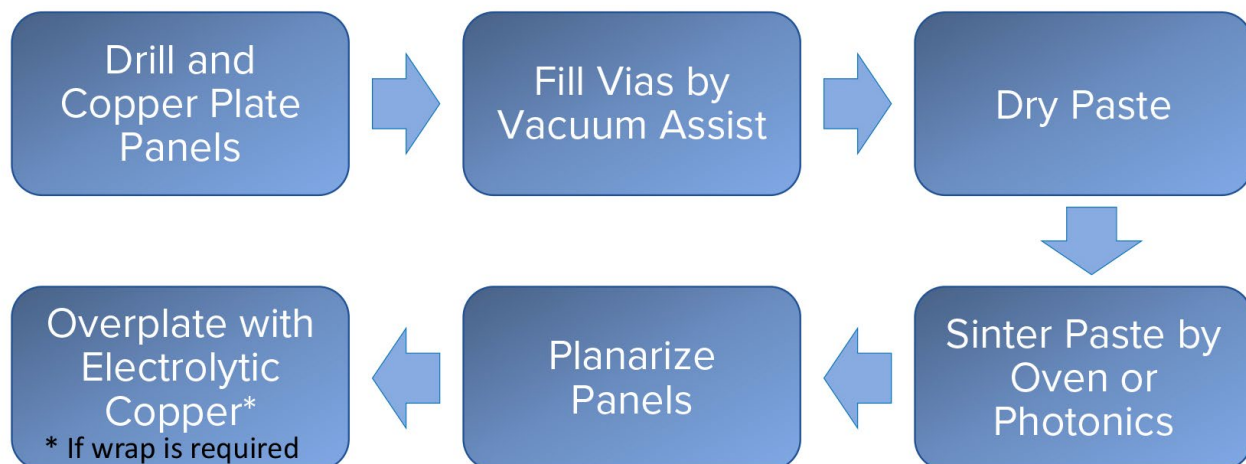 Drill and
Copper Plate
Panels
Fill Vias by
Vacuum Assist
Dry Paste
Sinter Paste by
Oven or
Photonics
Planarize
Panels
Overplate with
Electrolytic
Copper*
* If wrap is required